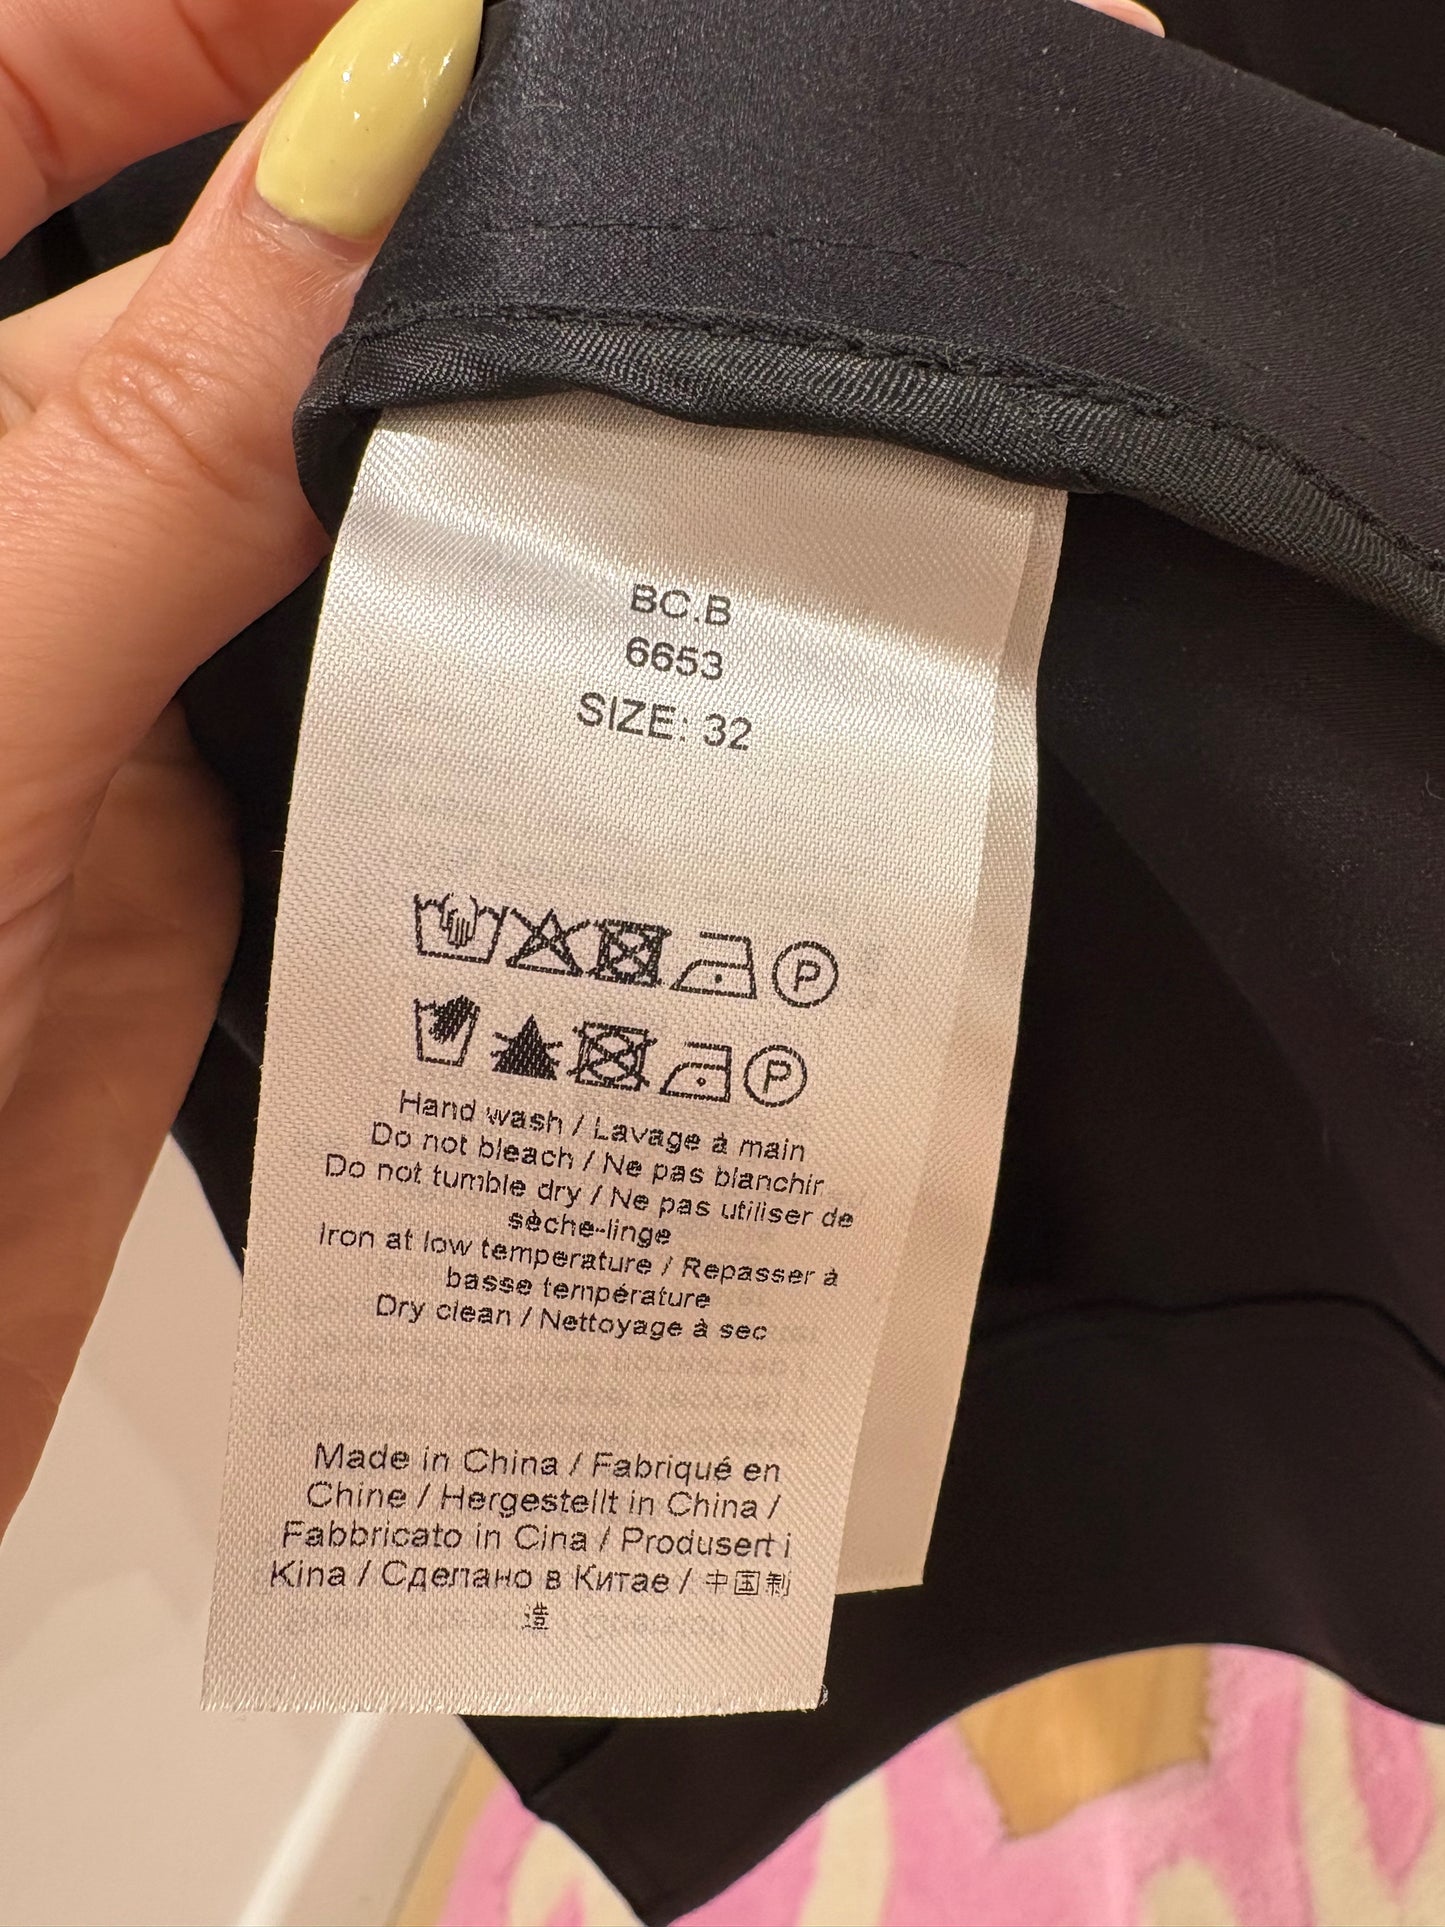 BC.B
6653
SIZE: 32
P
P
Hand wash / Lavage à main
Do not bleach / Ne pas blanchir
Do not tumble dry / Ne pas utiliser de
sèche-linge
Iron at low temperature / Repasser à
basse température
Dry clean / Nettoyage à sec
Made in China / Fabriqué en
Chine / Hergestellt in China /
Fabbricato in Cina / Produsert i
Kina / Сделано в Китае / 中国制
造